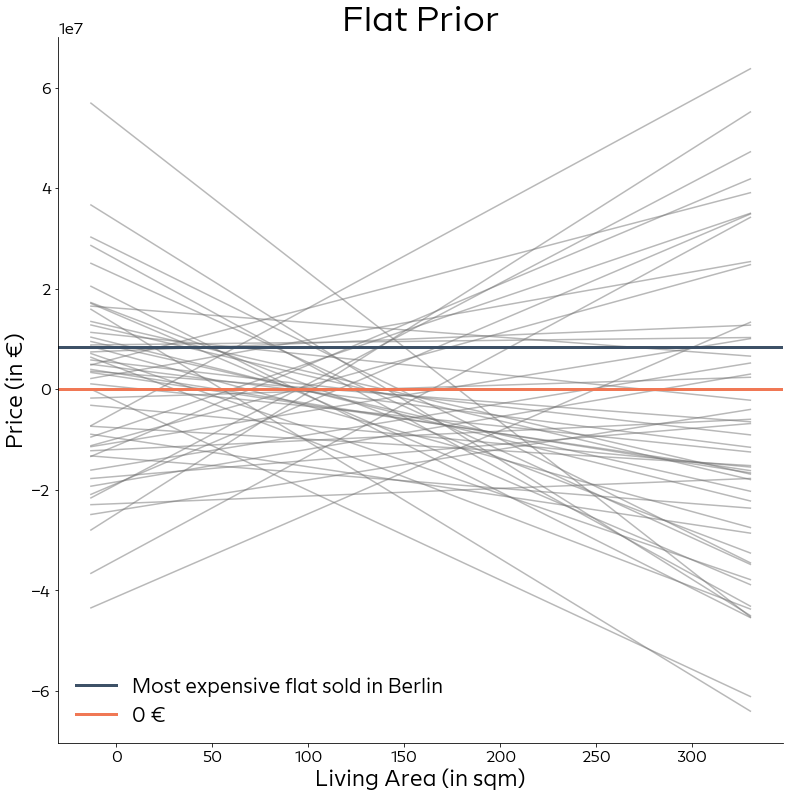 Flat Prior
1e7
6
4
2
0
−2
−4
−6
Price (in €)
Most expensive flat sold in Berlin
0 €
0 50 100 150 200 250 300
Living Area (in sqm)